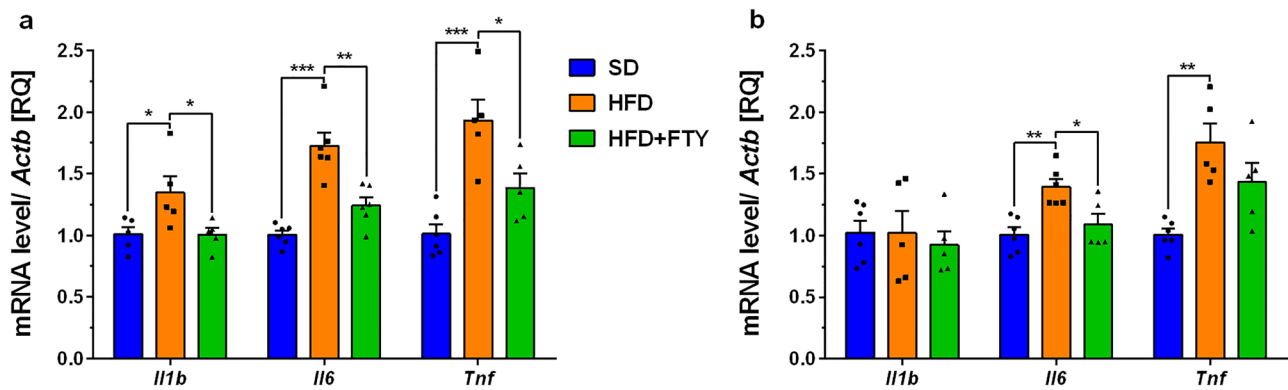 a
mRNA level/ Actb [RQ]
2.5
2.0
1.5
1.0
0.5
0.0
* *
*** **
*** *
Il1b Il6 Tnf
SD
HFD
HFD+FTY
b
mRNA level/ Actb [RQ]
2.5
2.0
1.5
1.0
0.5
0.0
** *
**
Il1b Il6 Tnf